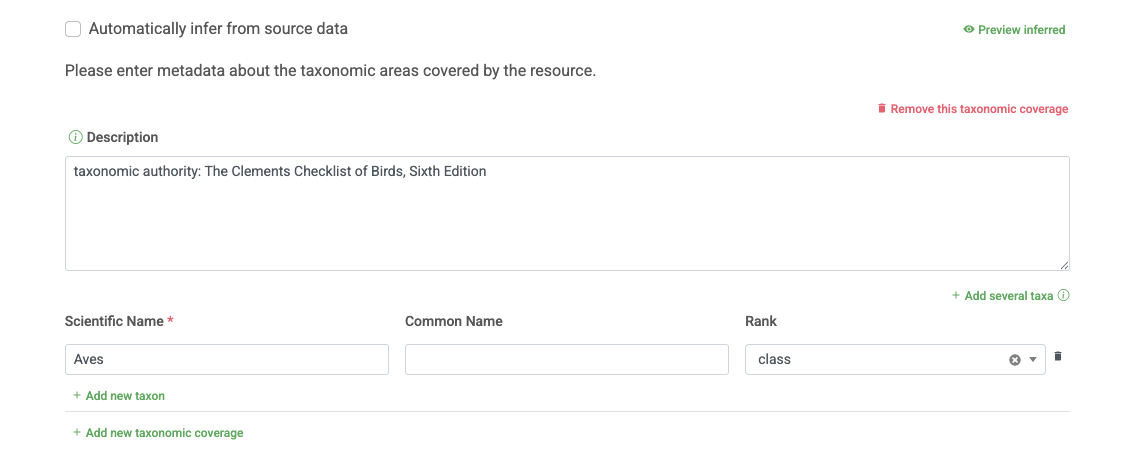 Automatically infer from source data
Preview inferred
Please enter metadata about the taxonomic areas covered by the resource.
Remove this taxonomic coverage
Description
taxonomic authority: The Clements Checklist of Birds, Sixth Edition
+ Add several taxa
Scientific Name * Common Name Rank
Aves class
+ Add new taxon
+ Add new taxonomic coverage